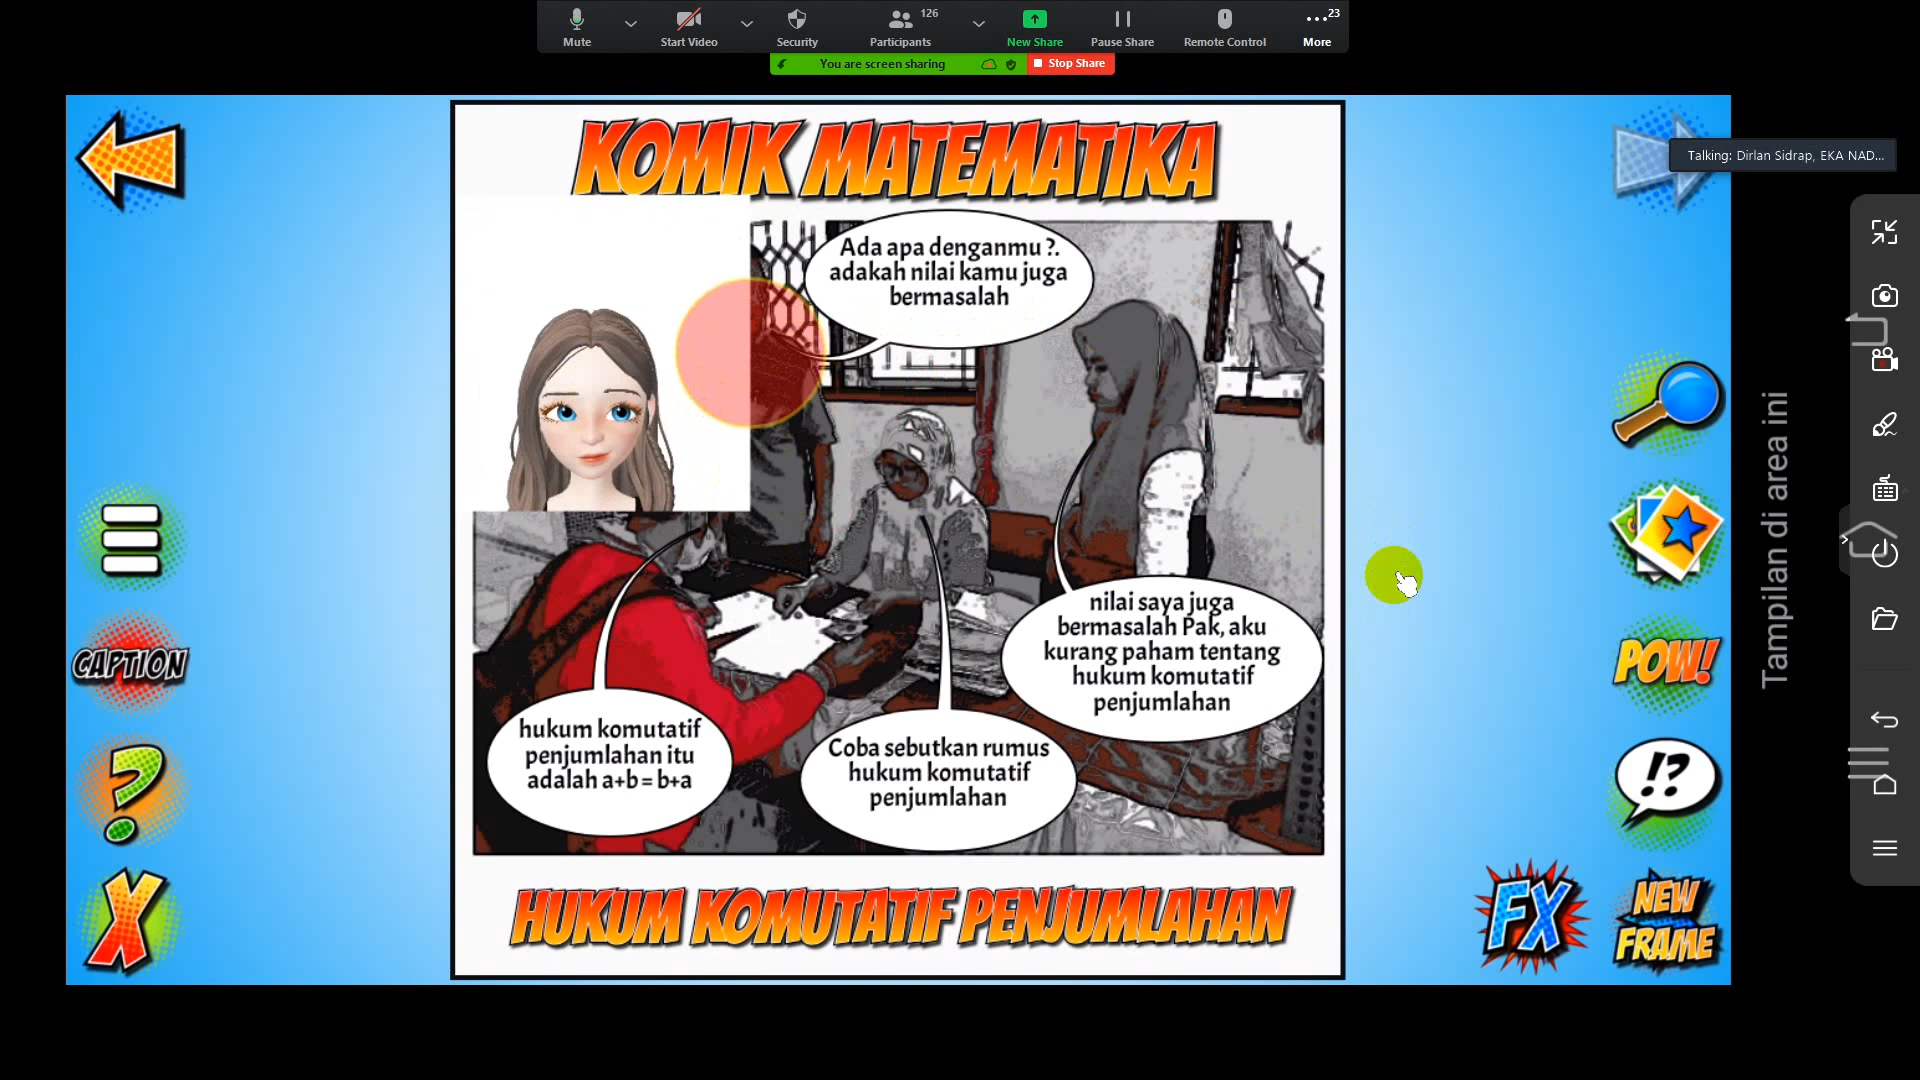 126
23
Mute
Start Video
Security
Participants
New Share
Pause Share
Remote Control
More
You are screen sharing
Stop Share
Talking: Dirlan Sidrap, EKA NAD...
KOMIK MATEMATIKA
Ada apa denganmu ?.
adakah nilai kamu juga
bermasalah
nilai saya juga
bermasalah Pak, aku
kurang paham tentang
hukum komutatif
penjumlahan
hukum komutatif
penjumlahan itu
adalah a+b = b+a
Coba sebutkan rumus
hukum komutatif
penjumlahan
HUKUM KOMUTATIF PENJUMLAHAN
CAPTION
?
X
POW!
!?
FX
NEW
FRAME
Tampilan di area ini